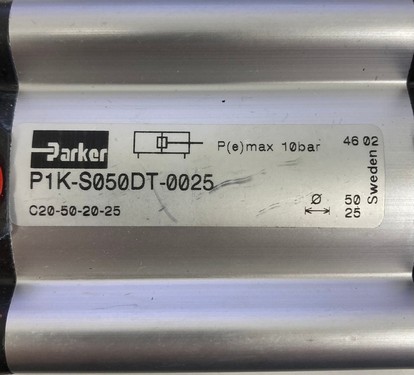 Parker
P(e)max 10bar
46 02
P1K-S050DT-0025
C20-50-20-25
Ø 50
25
Sweden